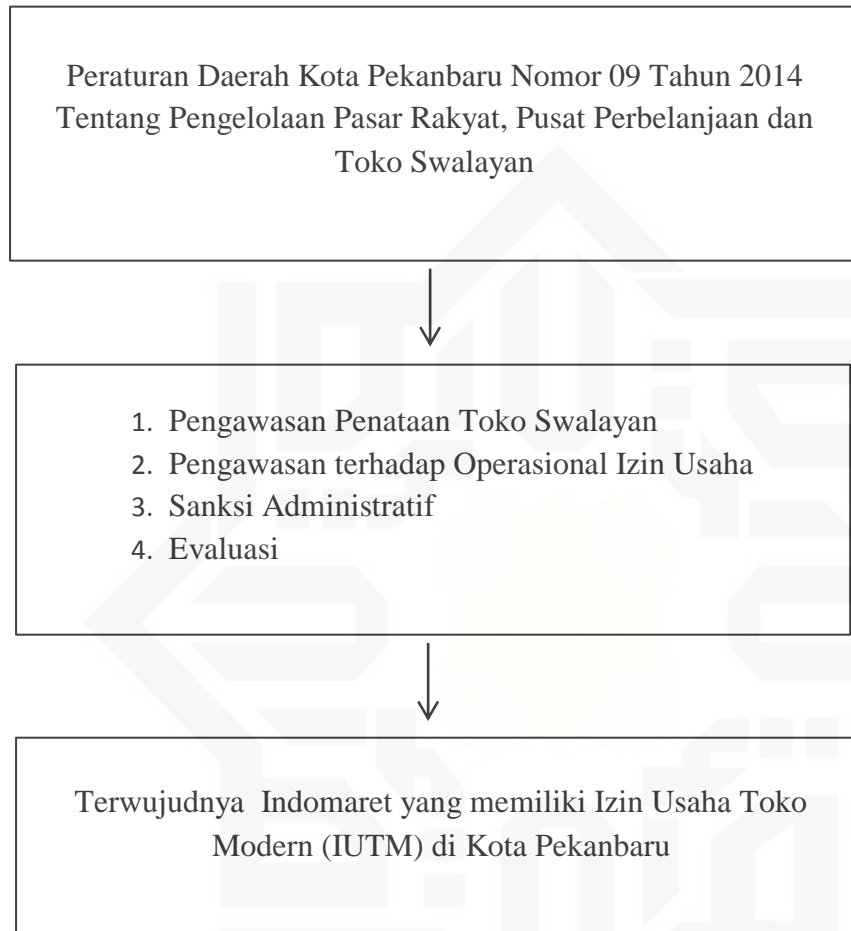 Peraturan Daerah Kota Pekanbaru Nomor 09 Tahun 2014
Tentang Pengelolaan Pasar Rakyat, Pusat Perbelanjaan dan
Toko Swalayan
1. Pengawasan Penataan Toko Swalayan
2. Pengawasan terhadap Operasional Izin Usaha
3. Sanksi Administratif
4. Evaluasi
Terwujudnya Indomaret yang memiliki Izin Usaha Toko
Modern (IUTM) di Kota Pekanbaru